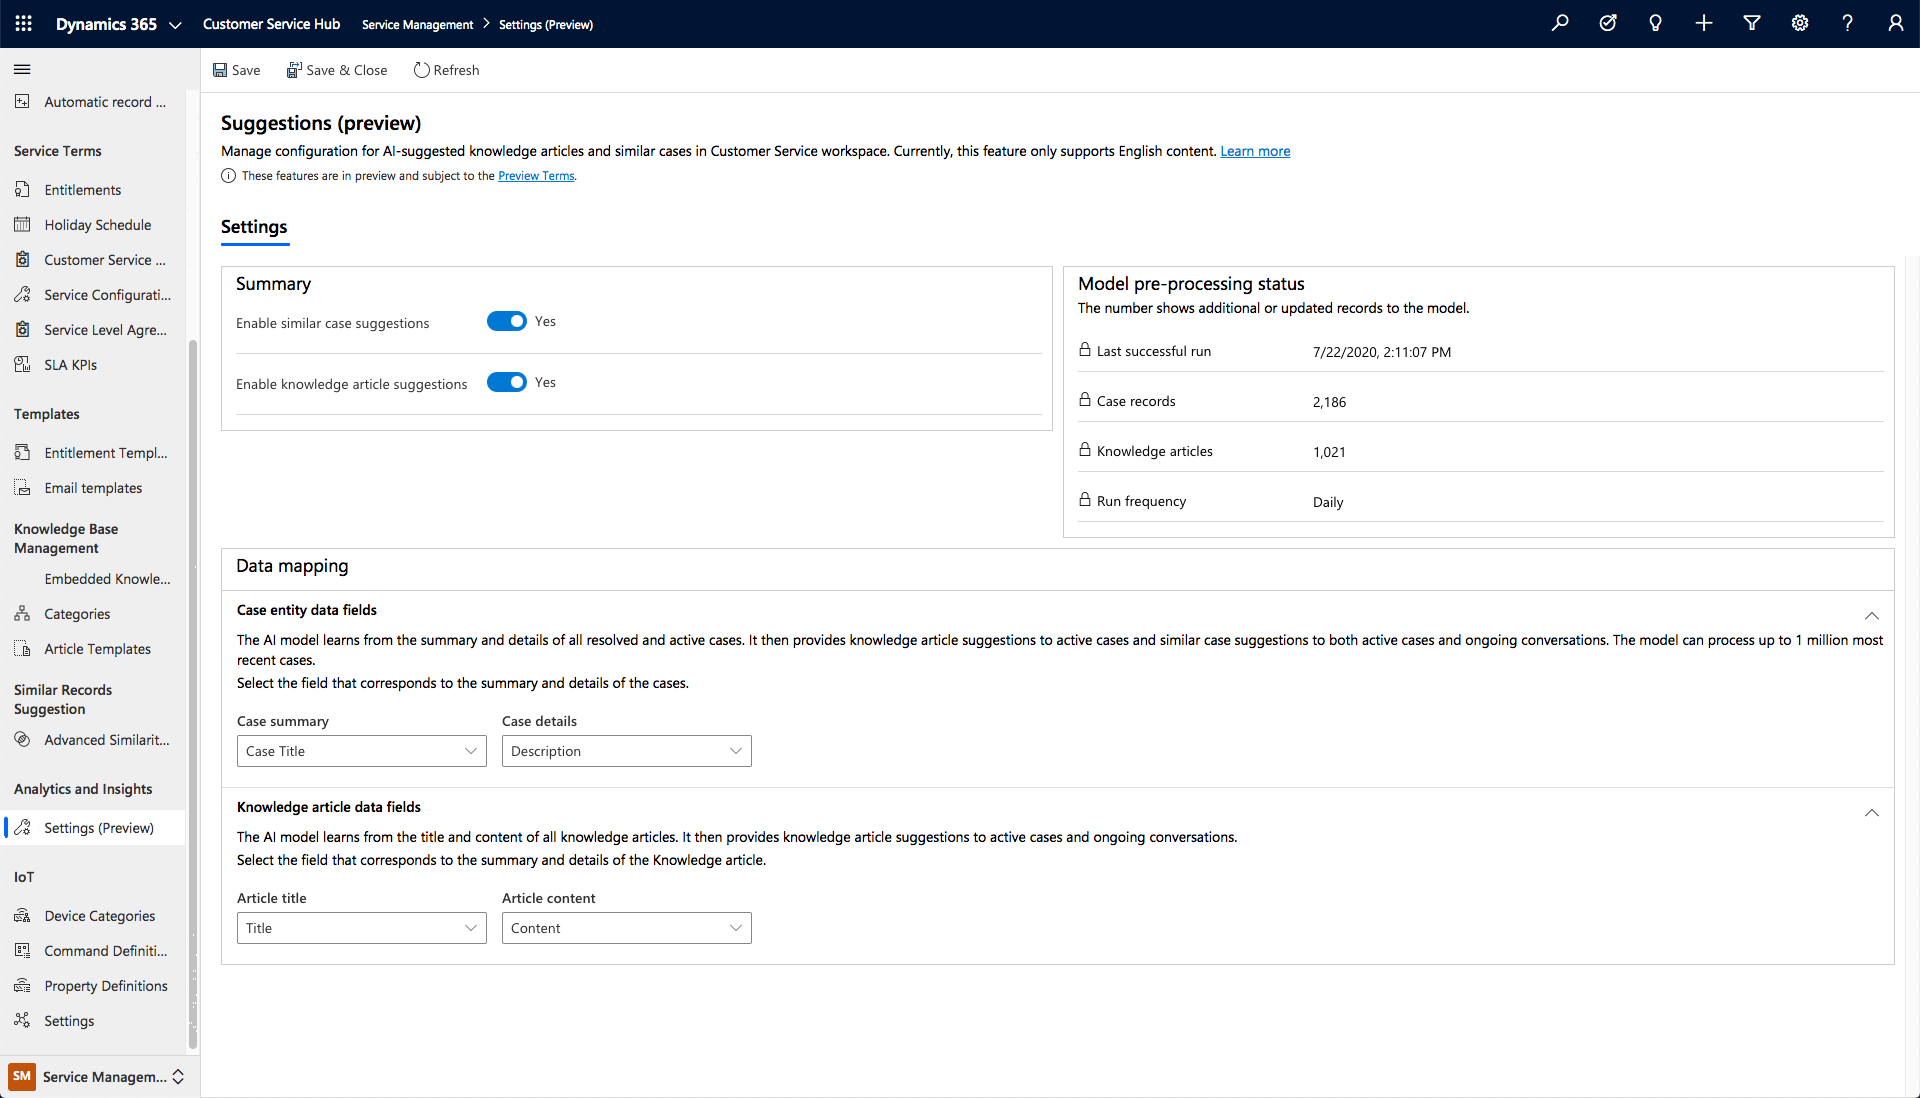 Dynamics 365
Customer Service Hub
Service Management > Settings (Preview)
Save
Save & Close
Refresh
Automatic record ...
Service Terms
Entitlements
Holiday Schedule
Customer Service ...
Service Configurati...
Service Level Agre...
SLA KPIs
Templates
Entitlement Templ...
Email templates
Knowledge Base
Management
Embedded Knowle...
Categories
Article Templates
Similar Records
Suggestion
Advanced Similarit...
Analytics and Insights
Settings (Preview)
IoT
Device Categories
Command Definiti...
Property Definitions
Settings
SM Service Managem...
Suggestions (preview)
Manage configuration for AI-suggested knowledge articles and similar cases in Customer Service workspace. Currently, this feature only supports English content. Learn more
These features are in preview and subject to the Preview Terms.
Settings
Summary
Enable similar case suggestions Yes
Enable knowledge article suggestions Yes
Model pre-processing status
The number shows additional or updated records to the model.
Last successful run 7/22/2020, 2:11:07 PM
Case records 2,186
Knowledge articles 1,021
Run frequency Daily
Data mapping
Case entity data fields
The AI model learns from the summary and details of all resolved and active cases. It then provides knowledge article suggestions to active cases and similar case suggestions to both active cases and ongoing conversations. The model can process up to 1 million most
recent cases.
Select the field that corresponds to the summary and details of the cases.
Case summary Case details
Case Title Description
Knowledge article data fields
The AI model learns from the title and content of all knowledge articles. It then provides knowledge article suggestions to active cases and ongoing conversations.
Select the field that corresponds to the summary and details of the Knowledge article.
Article title Article content
Title Content